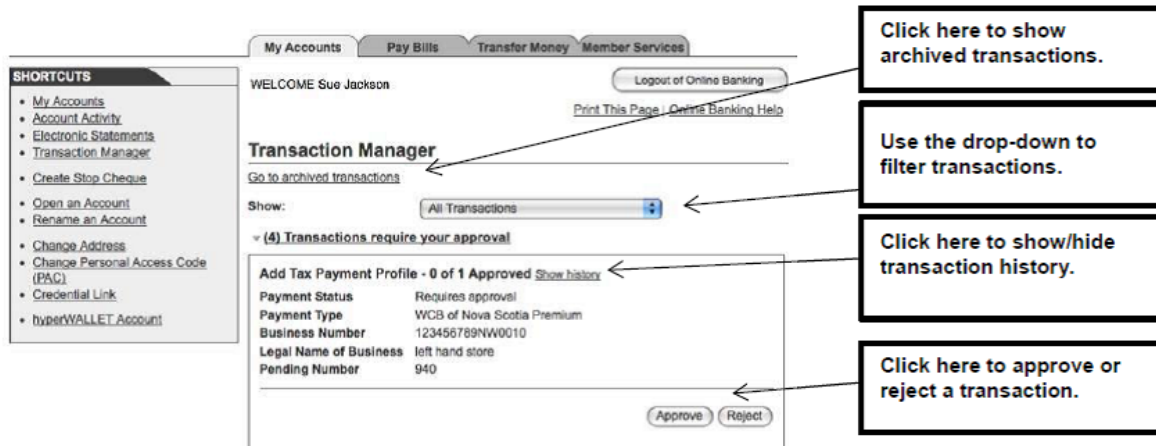 My Accounts
Pay Bills
Transfer Money
Member Services
SHORTCUTS
• My Accounts
• Account Activity
• Electronic Statements
• Transaction Manager
• Create Stop Cheque
• Open an Account
• Rename an Account
• Change Address
• Change Personal Access Code
(PAC)
• Credential Link
• hyperWALLET Account
WELCOME Sue Jackson
Logout of Online Banking
Print This Page | Online Banking Help
Transaction Manager
Go to archived transactions
Show: All Transactions
(4) Transactions require your approval
Add Tax Payment Profile - 0 of 1 Approved Show history
Payment Status Requires approval
Payment Type WCB of Nova Scotia Premium
Business Number 123456789NW0010
Legal Name of Business left hand store
Pending Number 940
Approve Reject
Click here to show
archived transactions.
Use the drop-down to
filter transactions.
Click here to show/hide
transaction history.
Click here to approve or
reject a transaction.